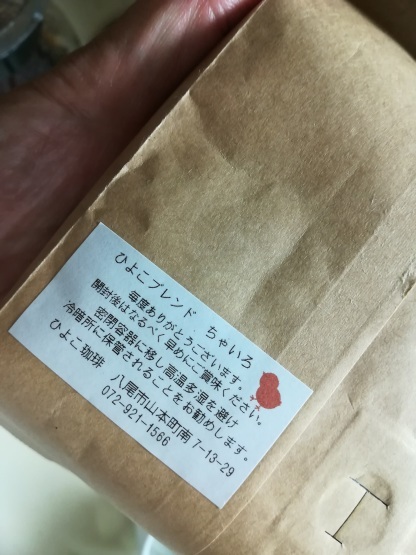 ひよこブレンド　ちゃいろ
毎度ありがとうございます。
開封後はなるべく早めにご賞味ください。
密閉容器に移し高温多湿を避け
冷暗所に保管されることをお勧めします。
ひよこ珈琲　八尾市山本町南7-13-29
072-921-1566